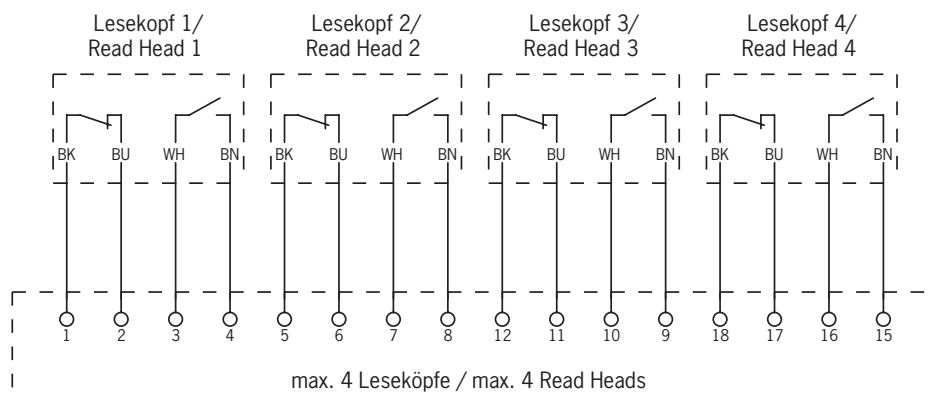 Lesekopf 1/ Lesekopf 2/ Lesekopf 3/ Lesekopf 4/
Read Head 1 Read Head 2 Read Head 3 Read Head 4
BK BU WH BN BK BU WH BN BK BU WH BN BK BU WH BN
1 2 3 4 5 6 7 8 12 11 10 9 18 17 16 15
max. 4 Leseköpfe / max. 4 Read Heads